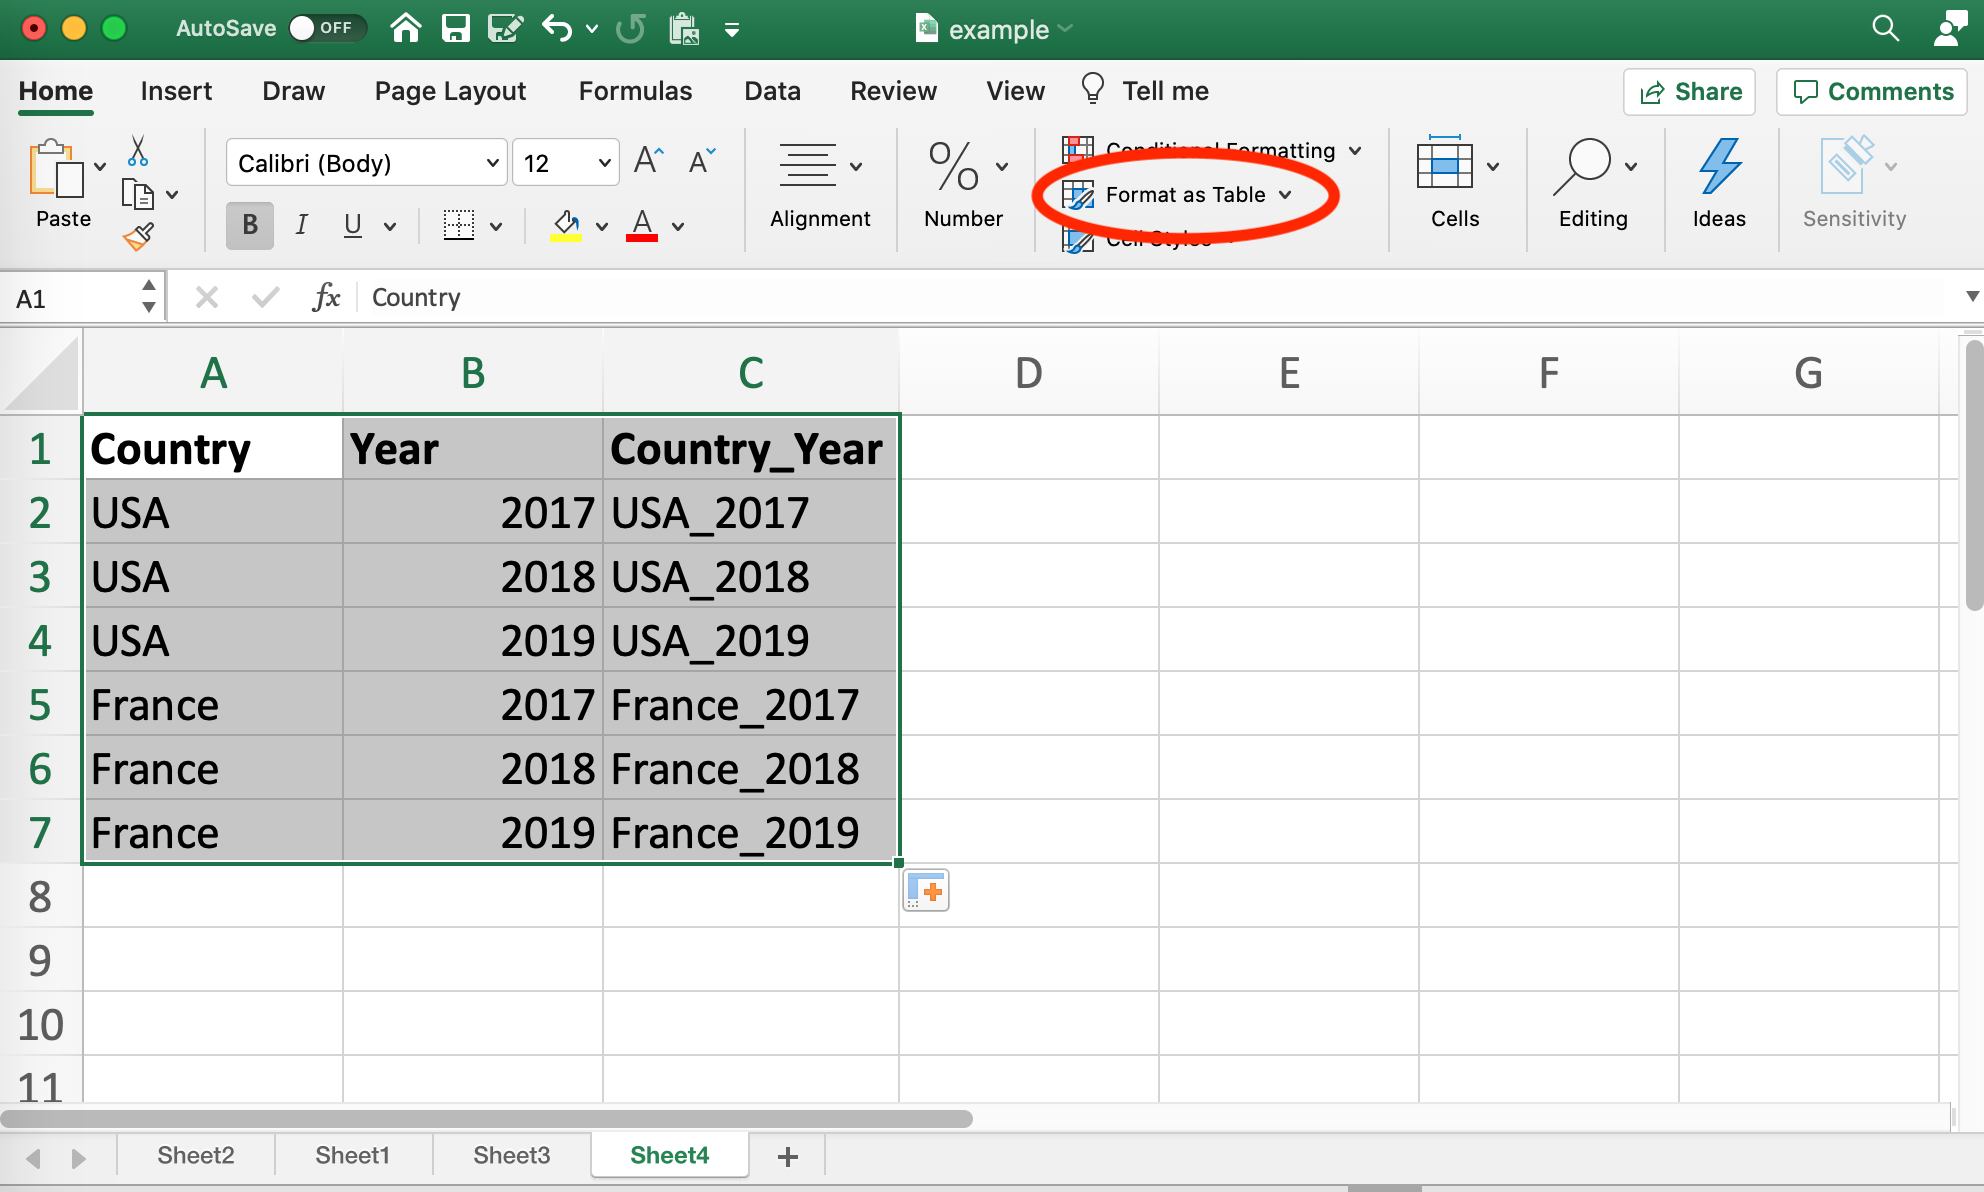 AutoSave OFF example
Home Insert Draw Page Layout Formulas Data Review View Tell me Share Comments
Paste
Calibri (Body) 12
B I U A
Alignment
% Number
Conditional Formatting
Format as Table
Cell Styles
Cells
Editing
Ideas
Sensitivity
A1 fx Country
A B C D E F G
1 Country Year Country_Year
2 USA 2017 USA_2017
3 USA 2018 USA_2018
4 USA 2019 USA_2019
5 France 2017 France_2017
6 France 2018 France_2018
7 France 2019 France_2019
8
9
10
11
Sheet2 Sheet1 Sheet3 Sheet4 +